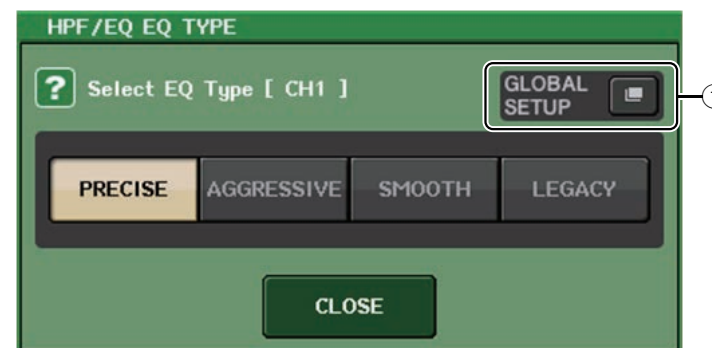 HPF/EQ EQ TYPE
? Select EQ Type [ CH1 ]
GLOBAL
SETUP
PRECISE AGGRESSIVE SMOOTH LEGACY
CLOSE